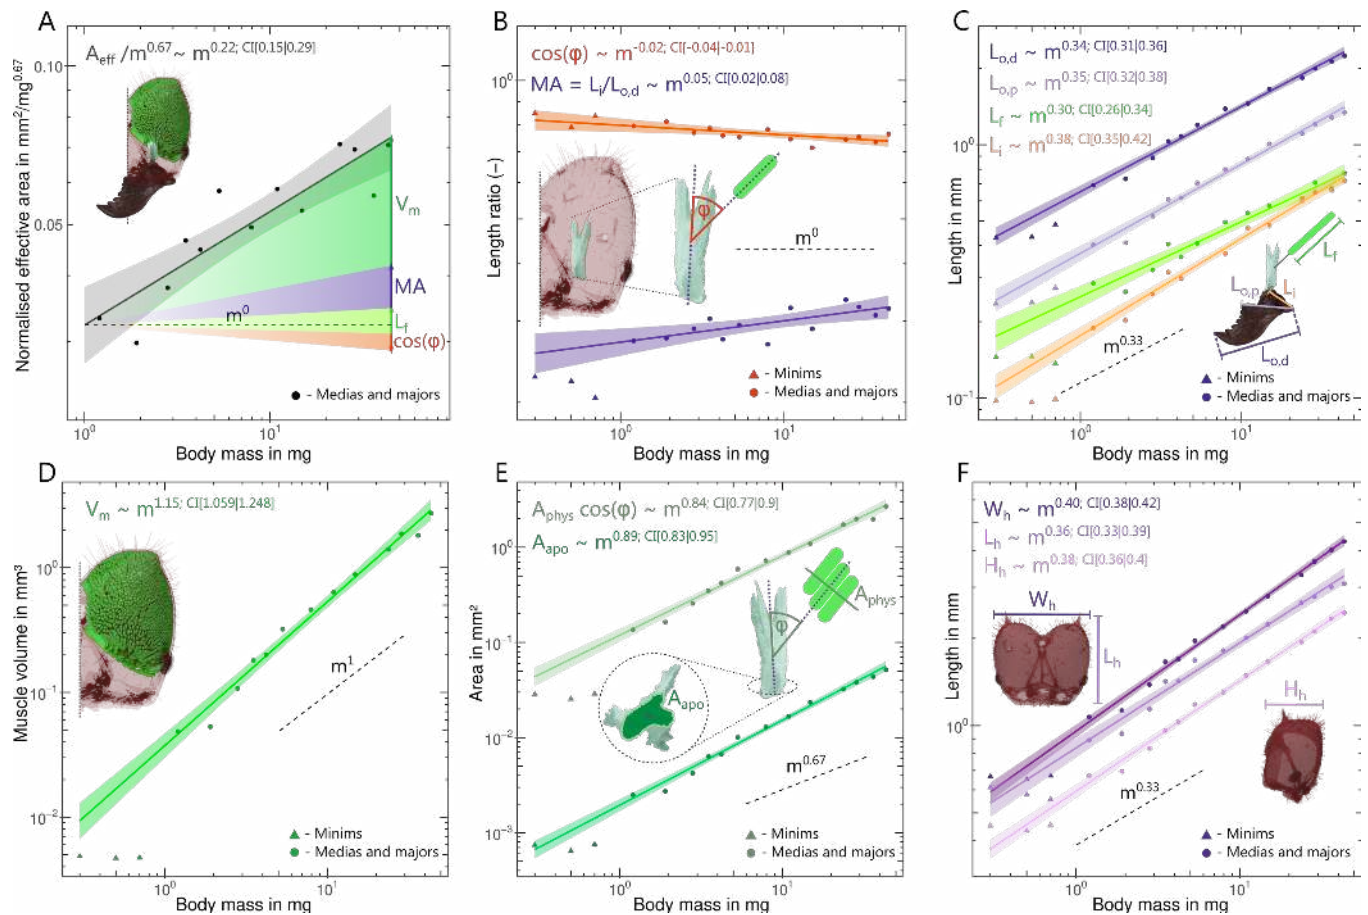 A
A_eff /m^0.67 ~ m^0.22; CI[0.15|0.29]
Normalised effective area in mm²/mg^0.67
0.10
0.05
V_m
MA
L_f
cos(φ)
m^0
- Medias and majors
10^0
10^1
Body mass in mg
B
cos(φ) ~ m^-0.02; CI[-0.04|-0.01]
MA = L_i/L_o,d ~ m^0.05; CI[0.02|0.08]
Length ratio (–)
10^0
φ
m^0
- Minims
- Medias and majors
10^0
10^1
Body mass in mg
C
L_o,d ~ m^0.34; CI[0.31|0.36]
L_o,p ~ m^0.35; CI[0.32|0.38]
L_f ~ m^0.30; CI[0.26|0.34]
L_i ~ m^0.38; CI[0.35|0.42]
Length in mm
10^0
10^-1
L_f
L_o,p
L_i
L_o,d
m^0.33
- Minims
- Medias and majors
10^0
10^1
Body mass in mg
D
V_m ~ m^1.15; CI[1.059|1.248]
Muscle volume in mm³
10^0
10^-1
10^-2
m^1
- Minims
- Medias and majors
10^0
10^1
Body mass in mg
E
A_phys cos(φ) ~ m^0.84; CI[0.77|0.9]
A_apo ~ m^0.89; CI[0.83|0.95]
Area in mm²
10^0
10^-1
10^-2
10^-3
A_phys
φ
A_apo
m^0.67
- Minims
- Medias and majors
10^0
10^1
Body mass in mg
F
W_h ~ m^0.40; CI[0.38|0.42]
L_h ~ m^0.36; CI[0.33|0.39]
H_h ~ m^0.38; CI[0.36|0.4]
Length in mm
10^0
W_h
L_h
H_h
m^0.33
- Minims
- Medias and majors
10^0
10^1
Body mass in mg